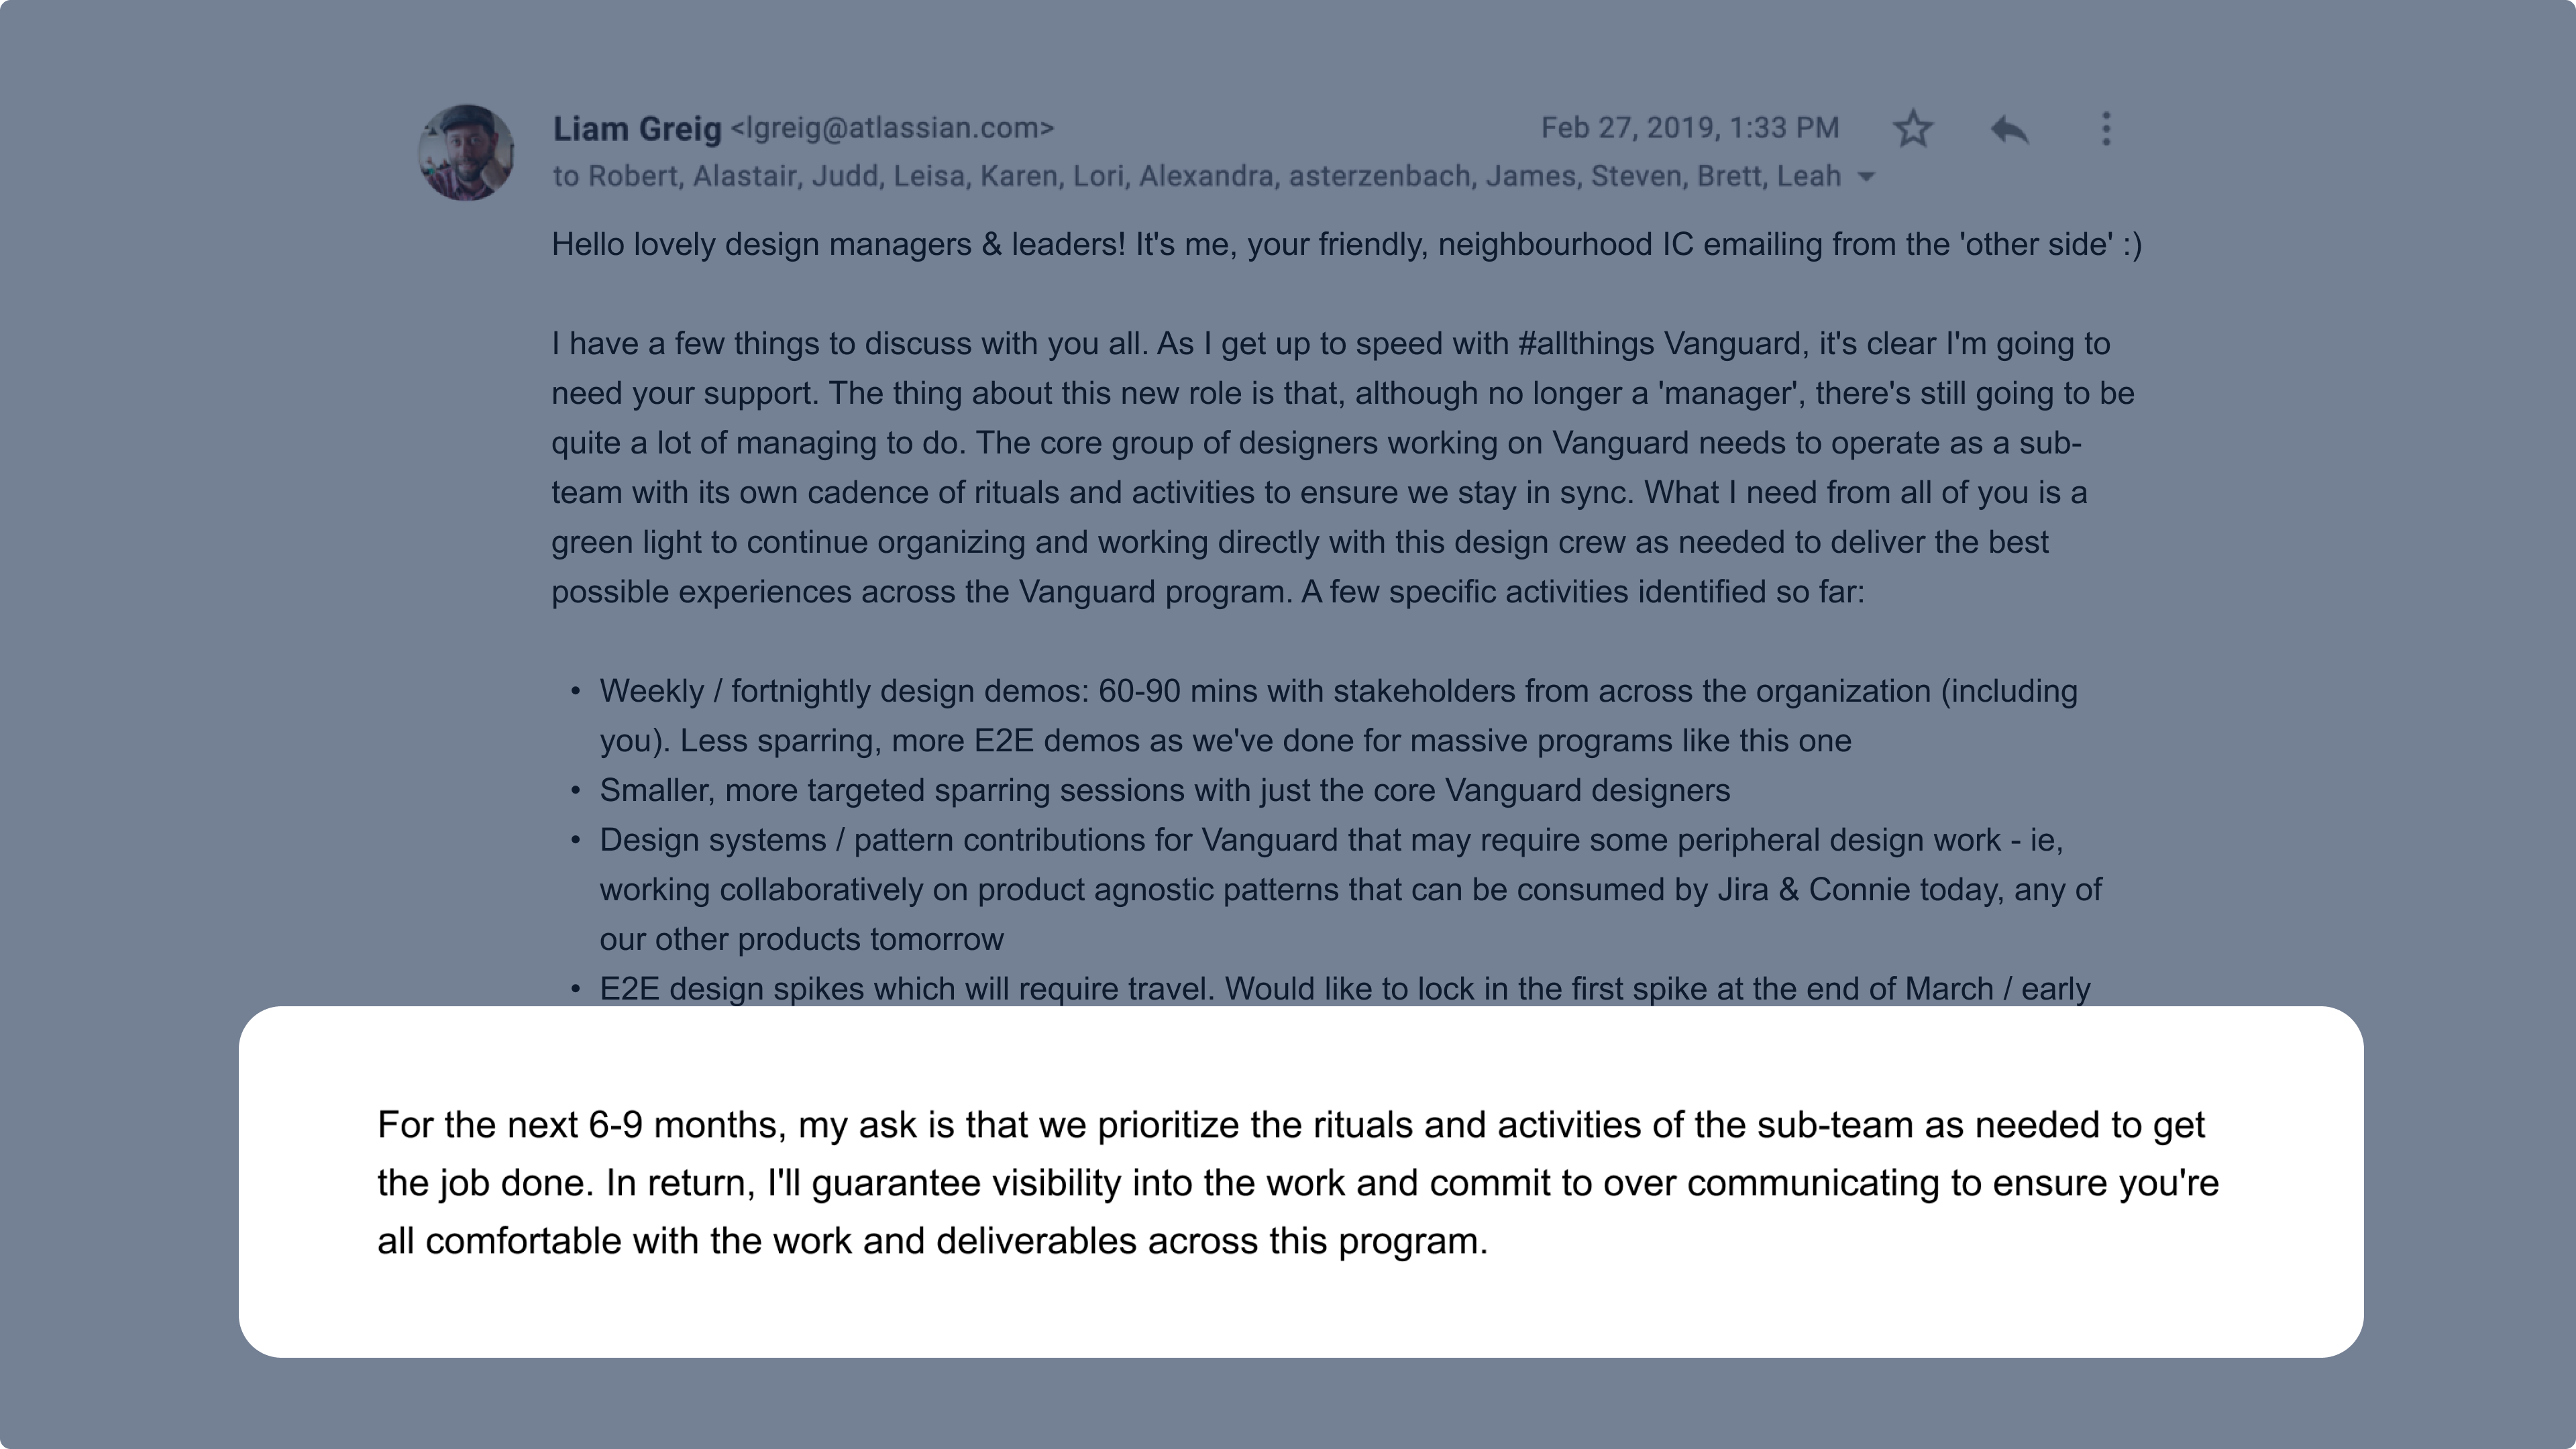 Liam Greig <lgreig@atlassian.com>
Feb 27, 2019, 1:33 PM
to Robert, Alastair, Judd, Leisa, Karen, Lori, Alexandra, asterzenbach, James, Steven, Brett, Leah
Hello lovely design managers & leaders! It's me, your friendly, neighbourhood IC emailing from the 'other side' :)
I have a few things to discuss with you all. As I get up to speed with #allthings Vanguard, it's clear I'm going to
need your support. The thing about this new role is that, although no longer a 'manager', there's still going to be
quite a lot of managing to do. The core group of designers working on Vanguard needs to operate as a sub-
team with its own cadence of rituals and activities to ensure we stay in sync. What I need from all of you is a
green light to continue organizing and working directly with this design crew as needed to deliver the best
possible experiences across the Vanguard program. A few specific activities identified so far:
• Weekly / fortnightly design demos: 60-90 mins with stakeholders from across the organization (including
you). Less sparring, more E2E demos as we've done for massive programs like this one
• Smaller, more targeted sparring sessions with just the core Vanguard designers
• Design systems / pattern contributions for Vanguard that may require some peripheral design work - ie,
working collaboratively on product agnostic patterns that can be consumed by Jira & Connie today, any of
our other products tomorrow
• E2E design spikes which will require travel. Would like to lock in the first spike at the end of March / early
For the next 6-9 months, my ask is that we prioritize the rituals and activities of the sub-team as needed to get
the job done. In return, I'll guarantee visibility into the work and commit to over communicating to ensure you're
all comfortable with the work and deliverables across this program.